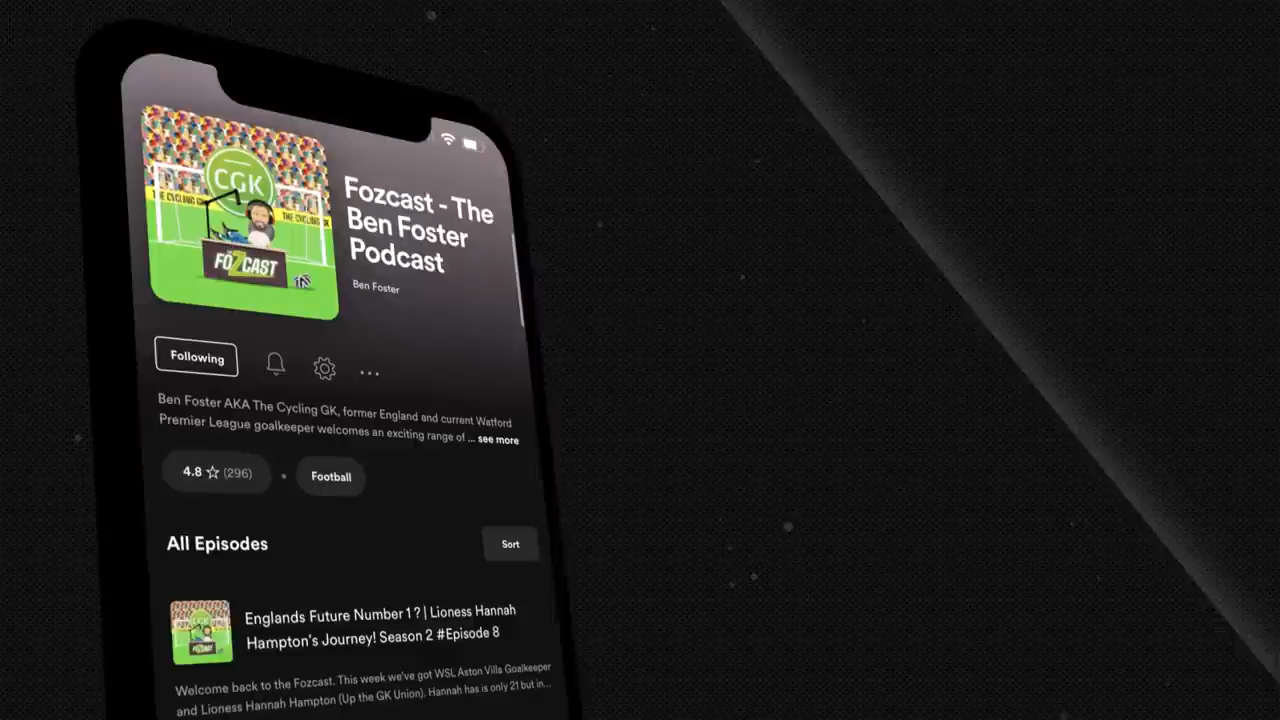 CGK
THE CYCLING GK
THE CYCLING GK
FOZCAST
Fozcast - The
Ben Foster
Podcast
Ben Foster
Following
Ben Foster AKA The Cycling GK, former England and current Watford
Premier League goalkeeper welcomes an exciting range of ... see more
4.8 ☆ (296)
Football
All Episodes
Sort
CGK
Englands Future Number 1 ? | Lioness Hannah
Hampton's Journey! Season 2 #Episode 8
Welcome back to the Fozcast. This week we've got WSL Aston Villa Goalkeeper
and Lioness Hannah Hampton (Up the GK Union). Hannah has is only 21 but in...